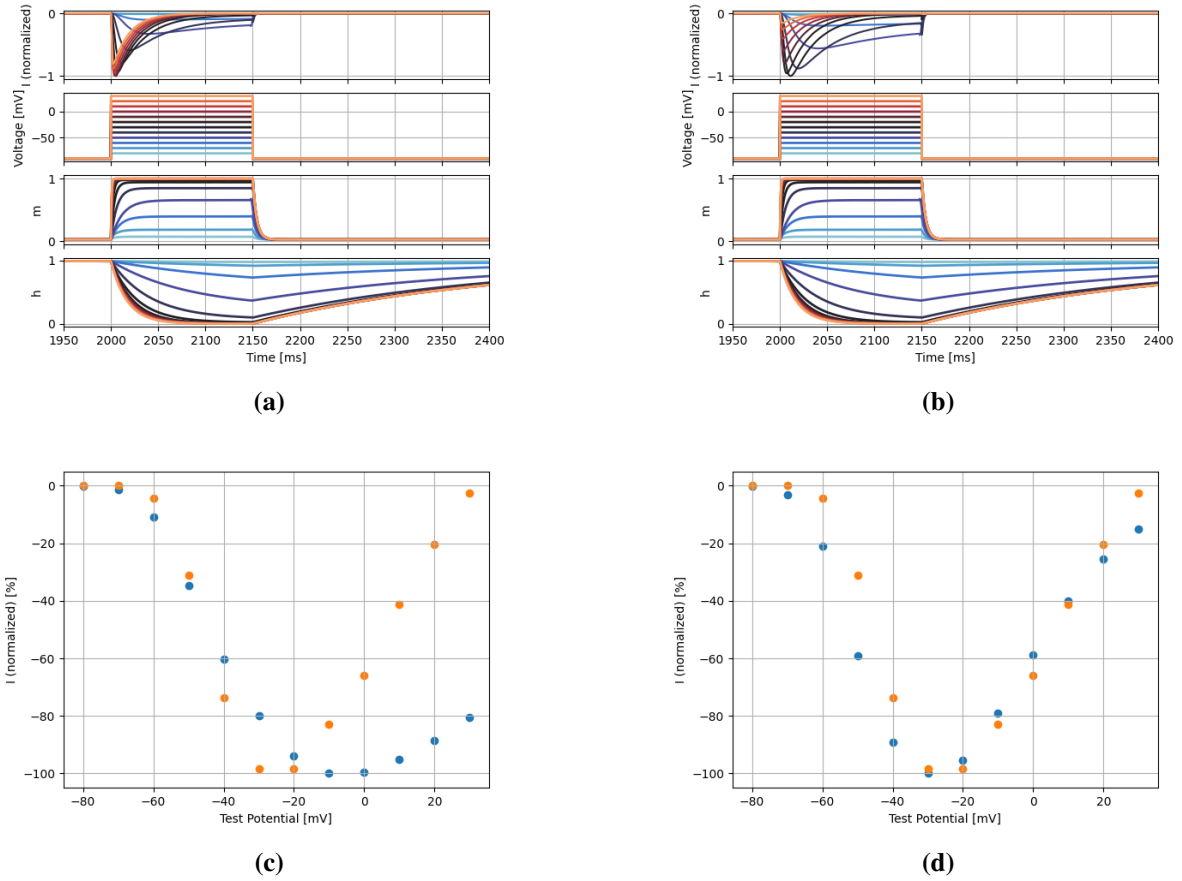 I (normalized)
0
−1
Voltage [mV]
0
−50
m
1
0
h
1
0
1950 2000 2050 2100 2150 2200 2250 2300 2350 2400
Time [ms]
(a)
I (normalized)
0
−1
Voltage [mV]
0
−50
m
1
0
h
1
0
1950 2000 2050 2100 2150 2200 2250 2300 2350 2400
Time [ms]
(b)
I (normalized) [%]
0
−20
−40
−60
−80
−100
−80 −60 −40 −20 0 20
Test Potential [mV]
(c)
I (normalized) [%]
0
−20
−40
−60
−80
−100
−80 −60 −40 −20 0 20
Test Potential [mV]
(d)